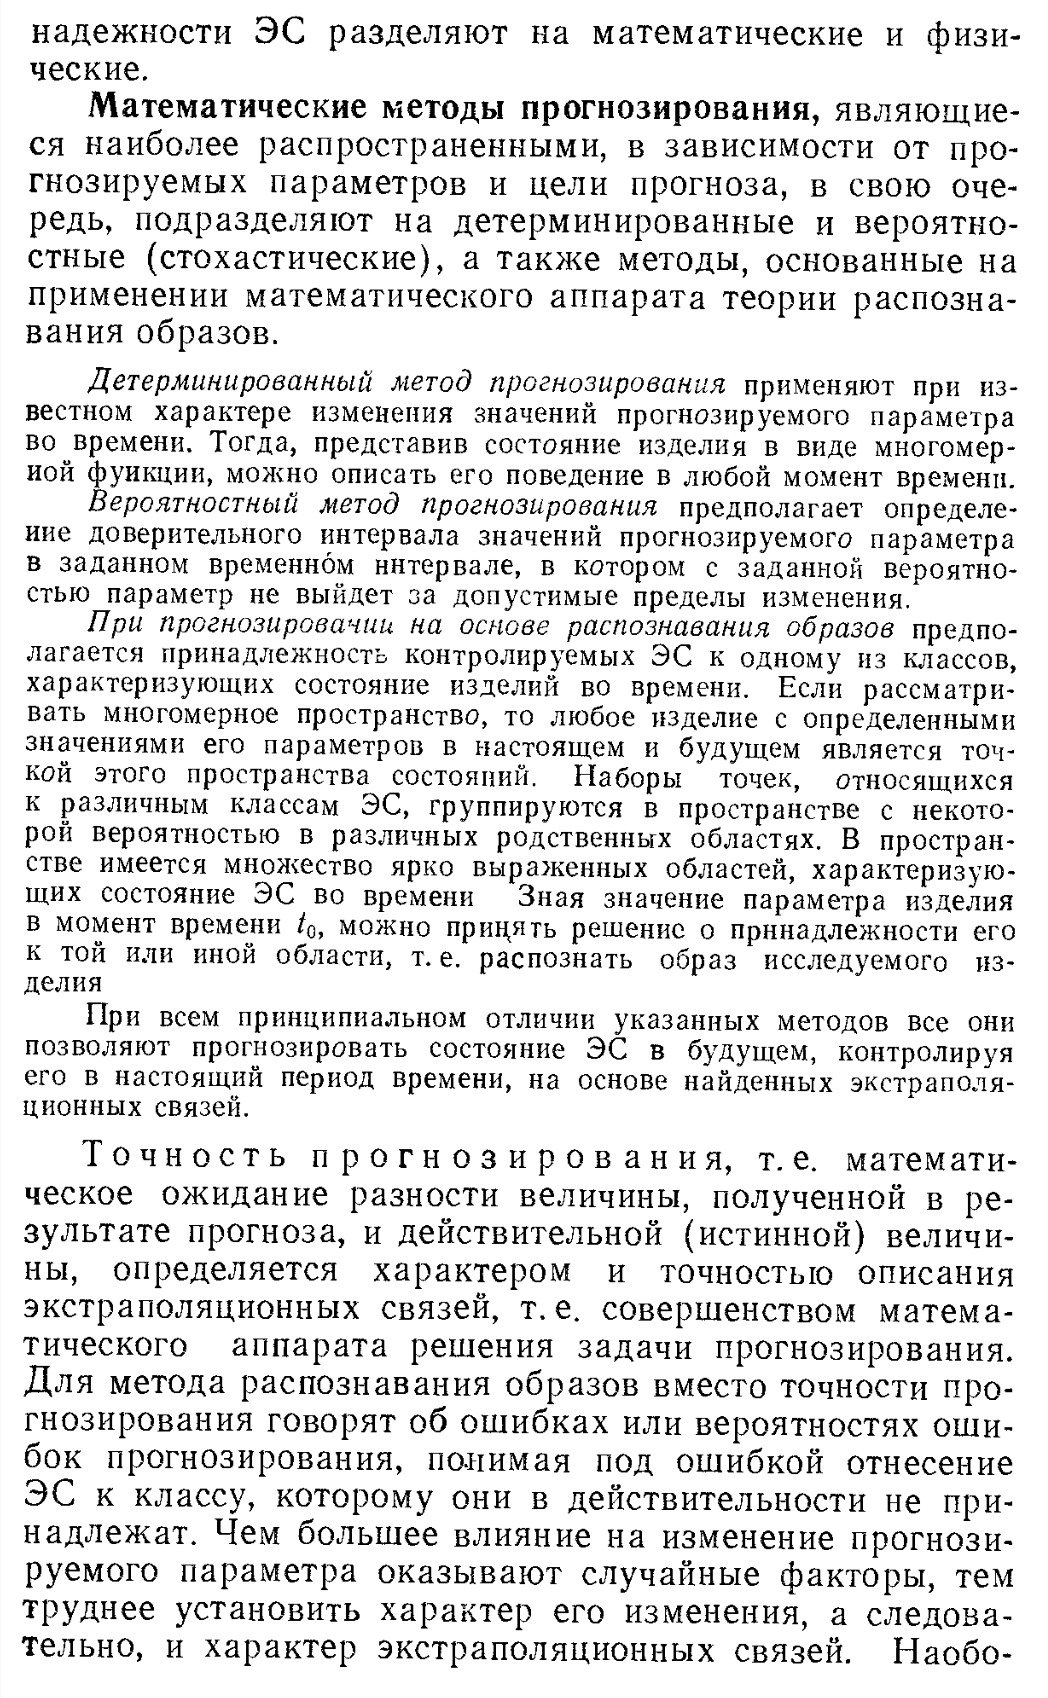 надежности ЭС разделяют на математические и физи-
ческие.
Математические методы прогнозирования, являющие-
ся наиболее распространенными, в зависимости от про-
гнозируемых параметров и цели прогноза, в свою оче-
редь, подразделяют на детерминированные и вероятно-
стные (стохастические), а также методы, основанные на
применении математического аппарата теории распозна-
вания образов.
Детерминированный метод прогнозирования применяют при из-
вестном характере изменения значений прогнозируемого параметра
во времени. Тогда, представив состояние изделия в виде многомер-
ной функции, можно описать его поведение в любой момент времени.
Вероятностный метод прогнозирования предполагает определе-
ние доверительного интервала значений прогнозируемого параметра
в заданном временнóм интервале, в котором с заданной вероятно-
стью параметр не выйдет за допустимые пределы изменения.
При прогнозировании на основе распознавания образов предпо-
лагается принадлежность контролируемых ЭС к одному из классов,
характеризующих состояние изделий во времени. Если рассматри-
вать многомерное пространство, то любое изделие с определенными
значениями его параметров в настоящем и будущем является точ-
кой этого пространства состояний. Наборы точек, относящихся
к различным классам ЭС, группируются в пространстве с некото-
рой вероятностью в различных родственных областях. В простран-
стве имеется множество ярко выраженных областей, характеризую-
щих состояние ЭС во времени Зная значение параметра изделия
в момент времени t₀, можно принять решение о принадлежности его
к той или иной области, т. е. распознать образ исследуемого из-
делия
При всем принципиальном отличии указанных методов все они
позволяют прогнозировать состояние ЭС в будущем, контролируя
его в настоящий период времени, на основе найденных экстраполя-
ционных связей.
Точность прогнозирования, т. е. математи-
ческое ожидание разности величины, полученной в ре-
зультате прогноза, и действительной (истинной) величи-
ны, определяется характером и точностью описания
экстраполяционных связей, т. е. совершенством матема-
тического аппарата решения задачи прогнозирования.
Для метода распознавания образов вместо точности про-
гнозирования говорят об ошибках или вероятностях оши-
бок прогнозирования, понимая под ошибкой отнесение
ЭС к классу, которому они в действительности не при-
надлежат. Чем большее влияние на изменение прогнози-
руемого параметра оказывают случайные факторы, тем
труднее установить характер его изменения, а следова-
тельно, и характер экстраполяционных связей. Наобо-